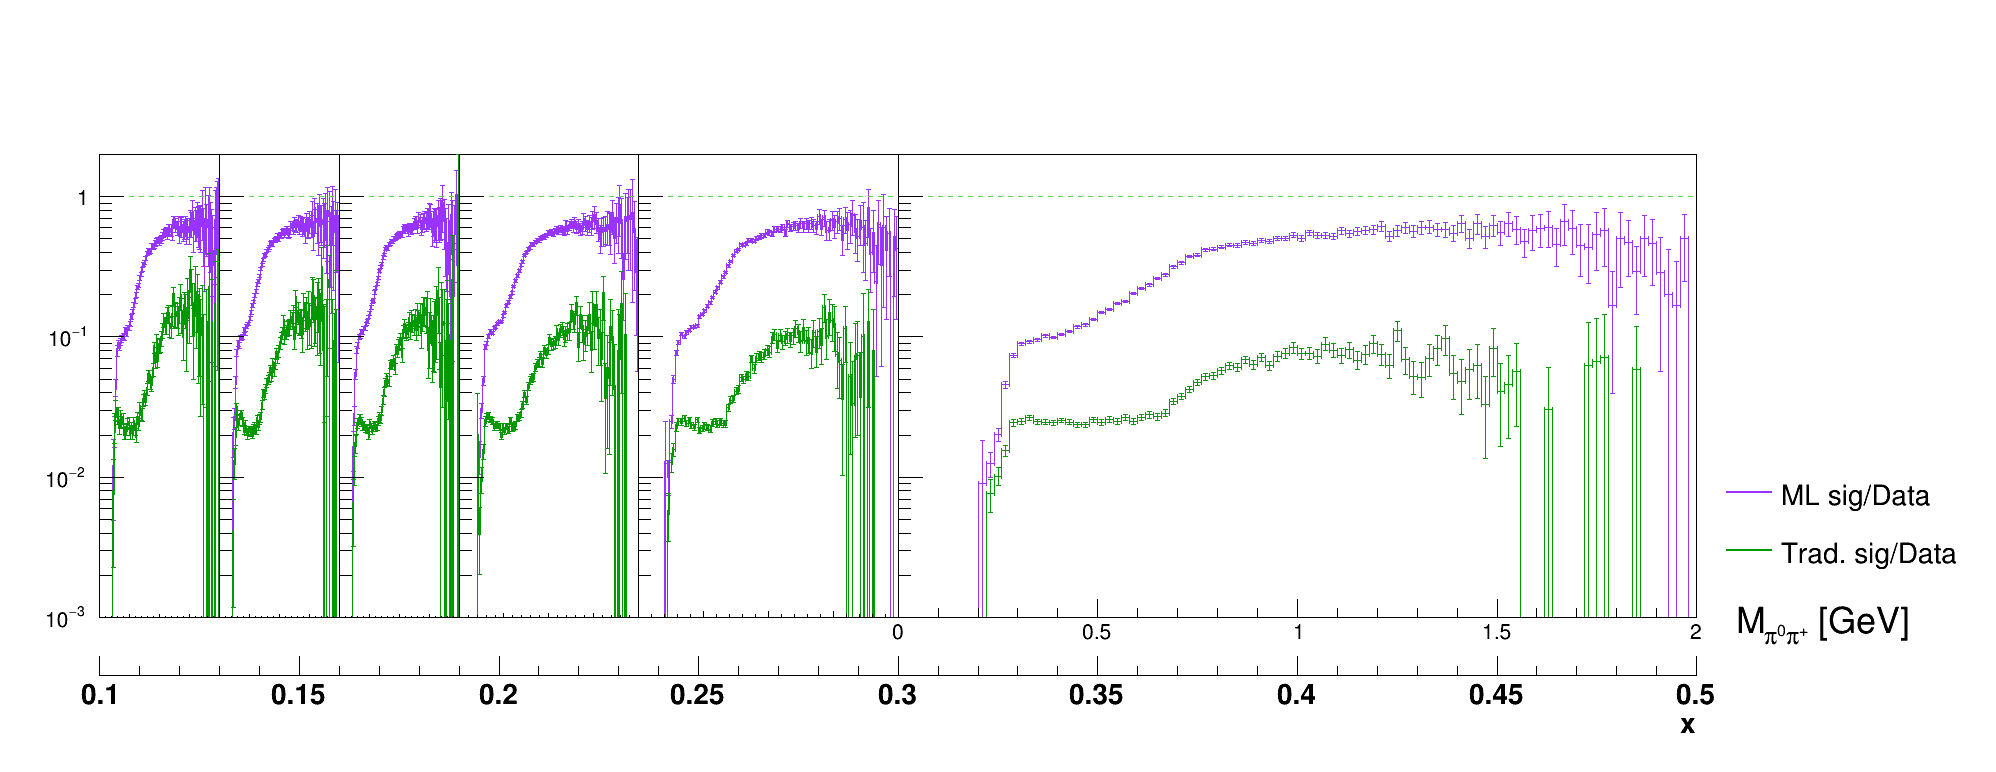 1
10⁻¹
10⁻²
10⁻³
ML sig/Data
Trad. sig/Data
0 0.5 1 1.5 2
M_π⁰π⁺ [GeV]
0.1 0.15 0.2 0.25 0.3 0.35 0.4 0.45 0.5
x